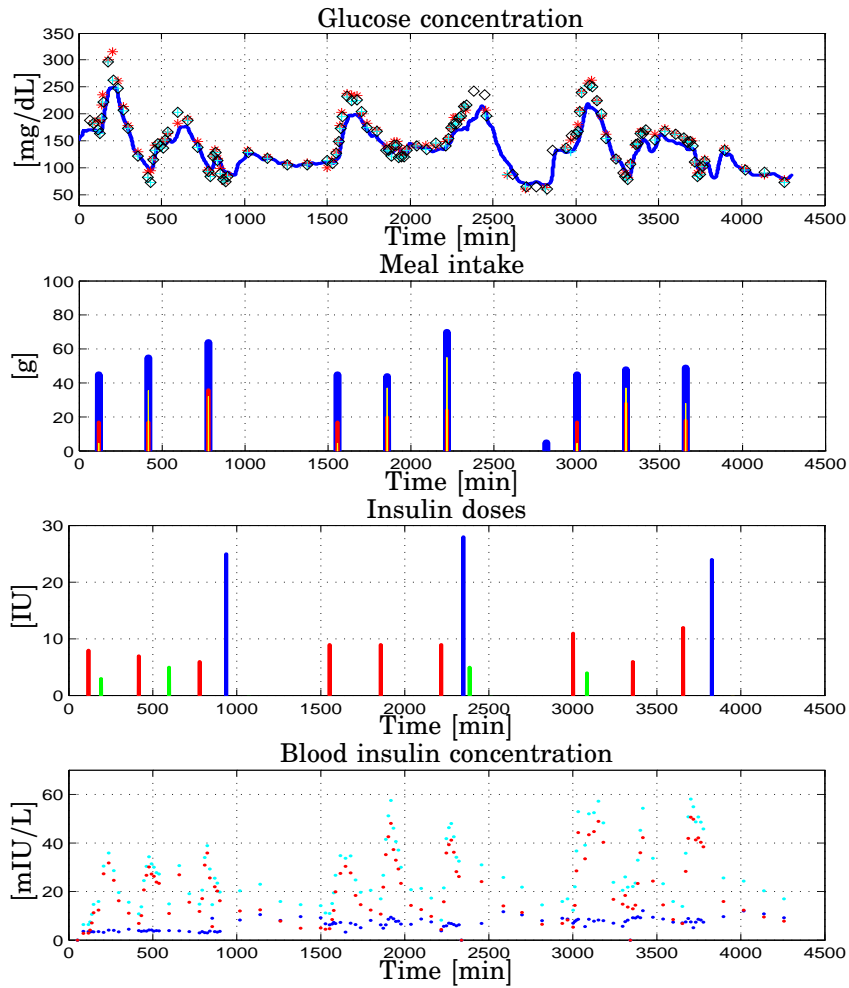 Glucose concentration
350
300
250
200
150
100
50
[mg/dL]
0 500 1000 1500 2000 2500 3000 3500 4000 4500
Time [min]
Meal intake
100
80
60
40
20
0
[g]
0 500 1000 1500 2000 2500 3000 3500 4000 4500
Time [min]
Insulin doses
30
20
10
0
[IU]
0 500 1000 1500 2000 2500 3000 3500 4000 4500
Time [min]
Blood insulin concentration
60
40
20
0
[mIU/L]
0 500 1000 1500 2000 2500 3000 3500 4000 4500
Time [min]